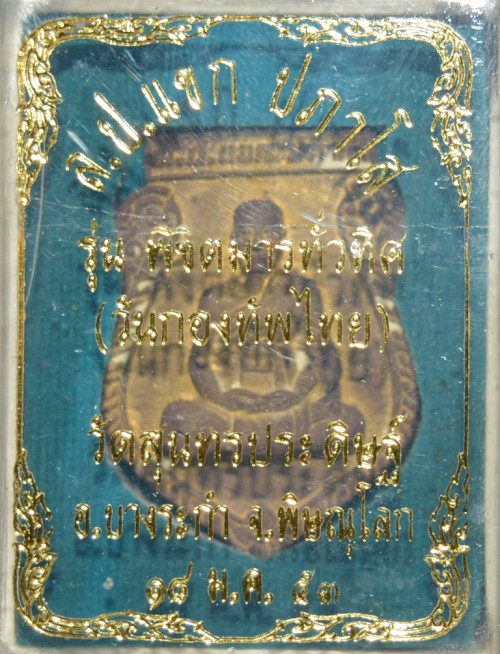 ล.ป.แขก ปภาโส
รุ่น พิชิตมารทั่วทิศ
(วันกองทัพไทย)
วัดสุนทรประดิษฐ์
อ.บางระกำ จ.พิษณุโลก
๑๘ ม.ค. ๕๓